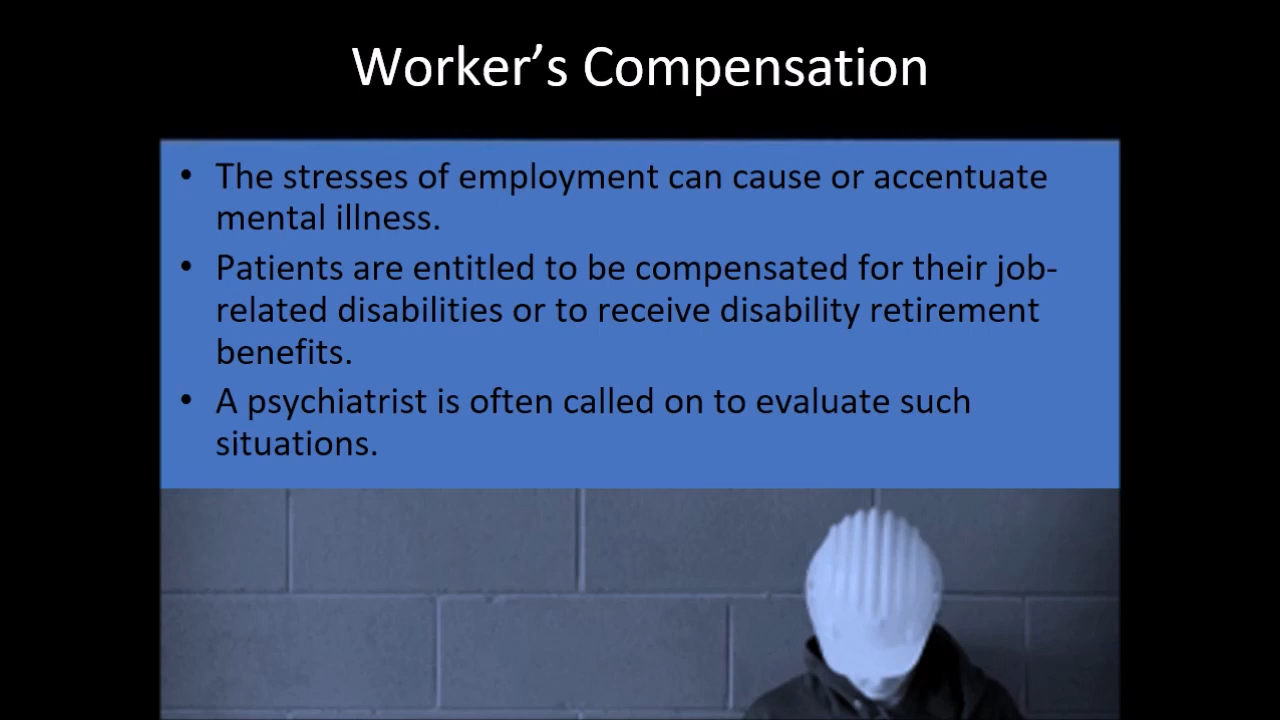 Worker’s Compensation
• The stresses of employment can cause or accentuate
mental illness.
• Patients are entitled to be compensated for their job-
related disabilities or to receive disability retirement
benefits.
• A psychiatrist is often called on to evaluate such
situations.